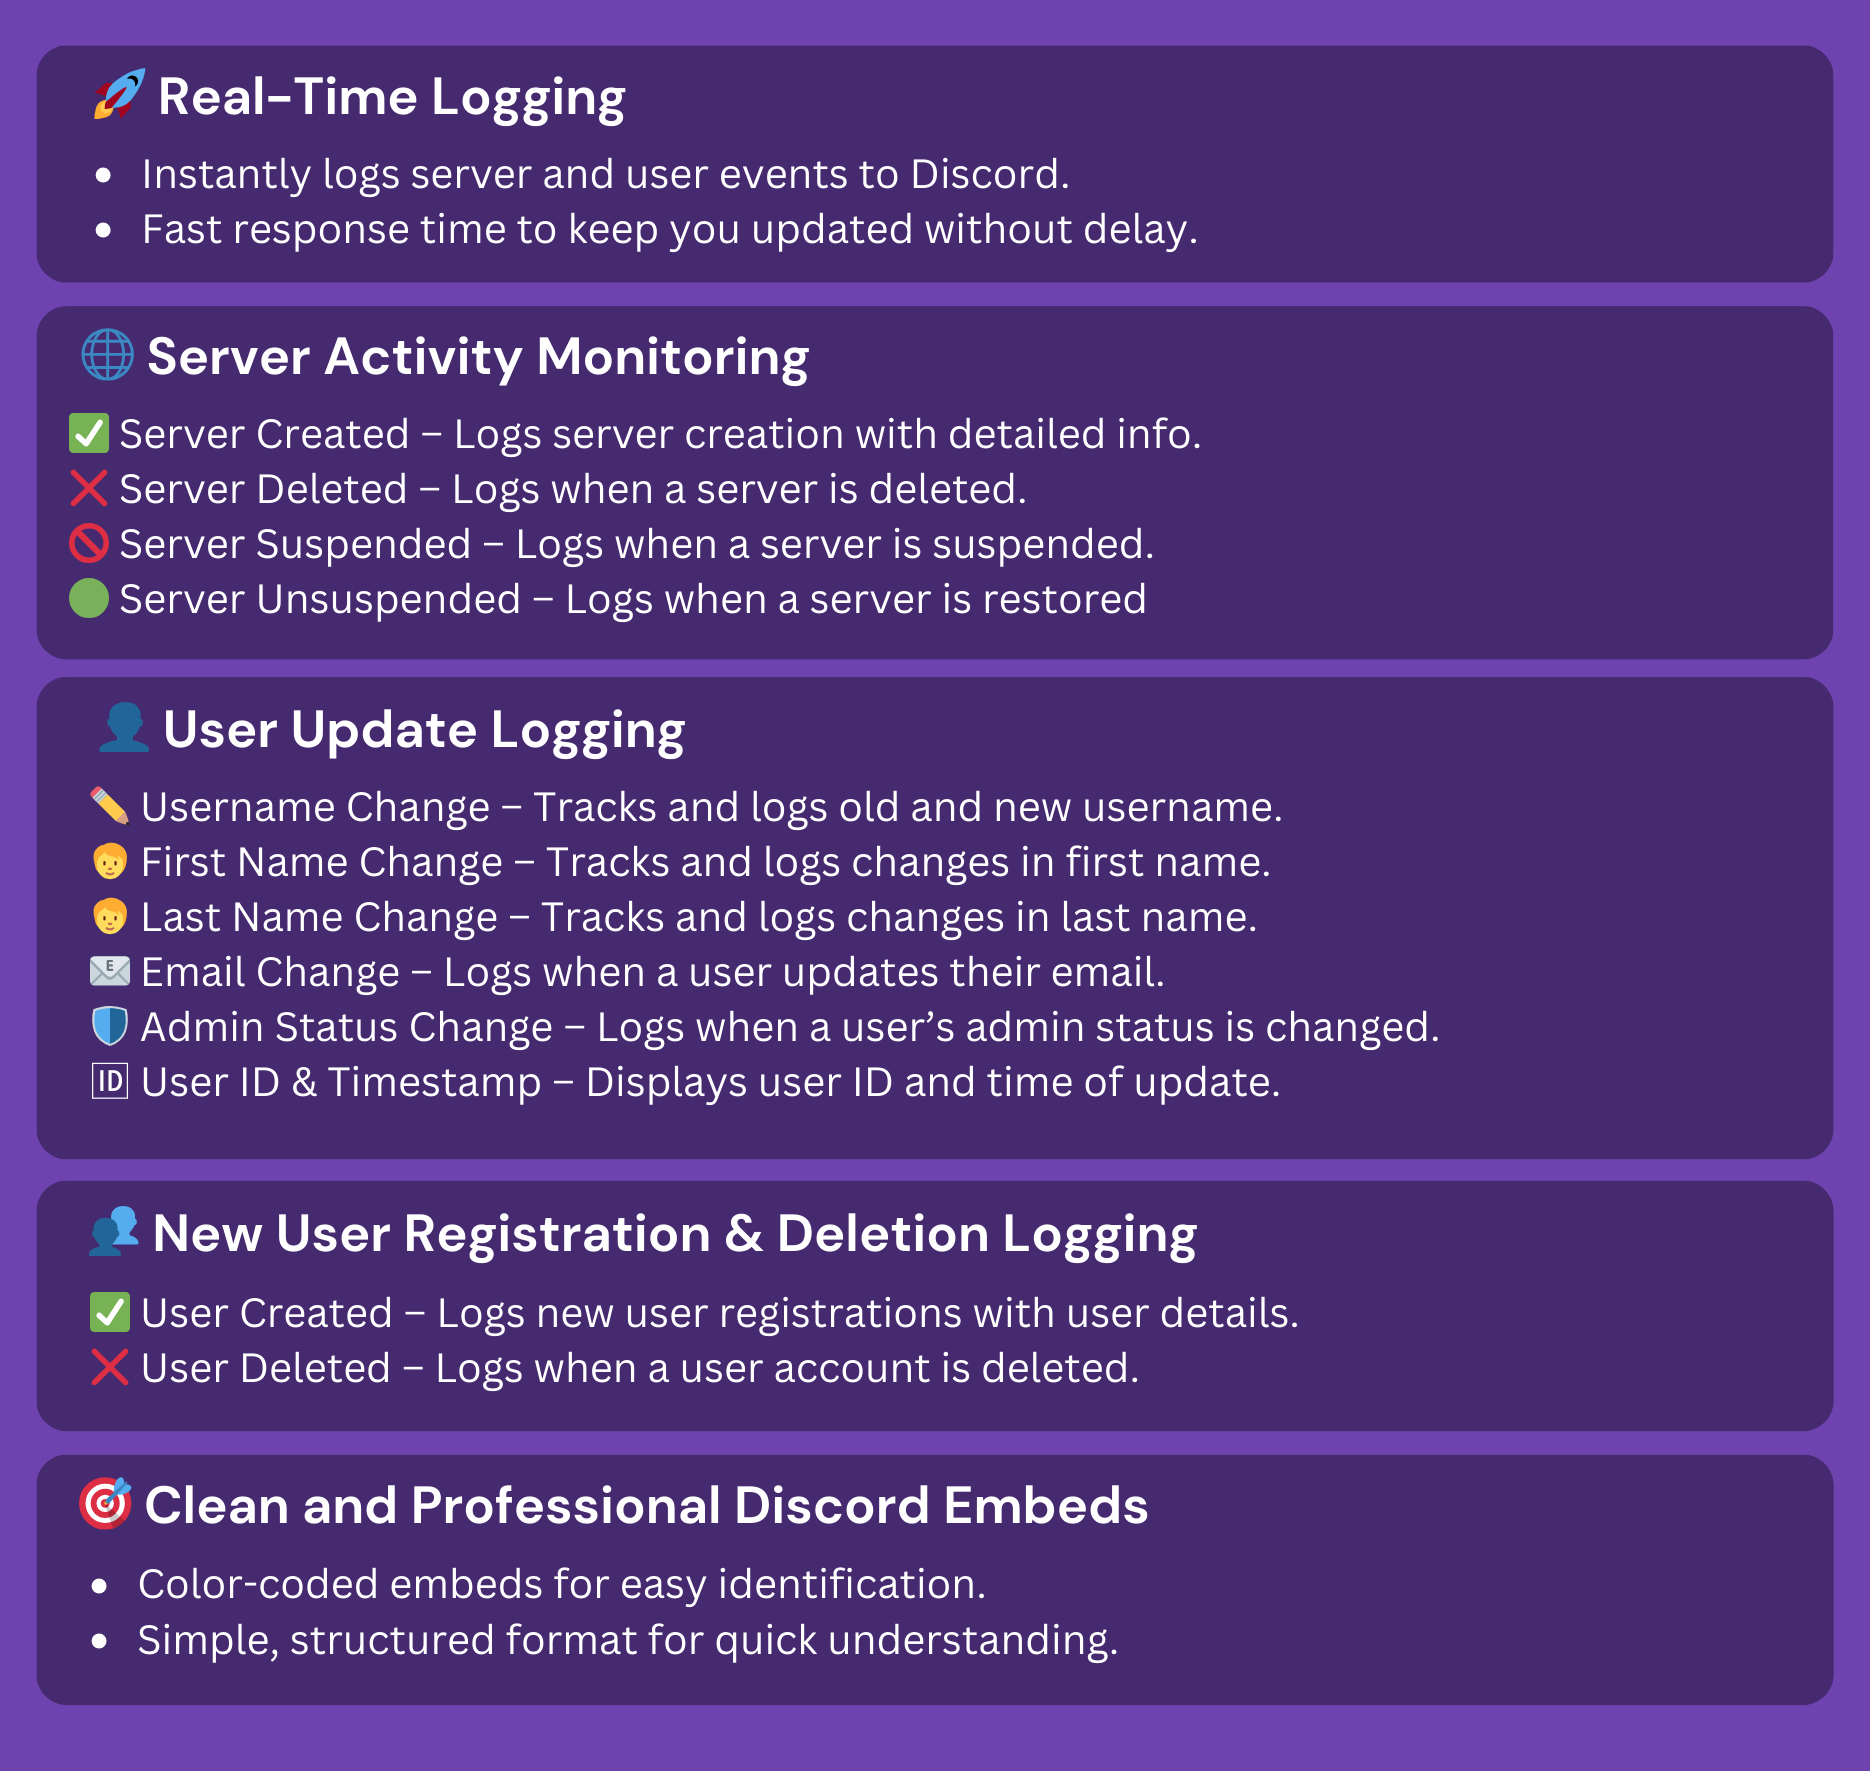 🚀 Real-Time Logging
• Instantly logs server and user events to Discord.
• Fast response time to keep you updated without delay.
🌐 Server Activity Monitoring
✅ Server Created – Logs server creation with detailed info.
❌ Server Deleted – Logs when a server is deleted.
🚫 Server Suspended – Logs when a server is suspended.
🟢 Server Unsuspended – Logs when a server is restored
👤 User Update Logging
✏️ Username Change – Tracks and logs old and new username.
🧑 First Name Change – Tracks and logs changes in first name.
🧑 Last Name Change – Tracks and logs changes in last name.
📧 Email Change – Logs when a user updates their email.
🛡️ Admin Status Change – Logs when a user’s admin status is changed.
🆔 User ID & Timestamp – Displays user ID and time of update.
👥 New User Registration & Deletion Logging
✅ User Created – Logs new user registrations with user details.
❌ User Deleted – Logs when a user account is deleted.
🎯 Clean and Professional Discord Embeds
• Color-coded embeds for easy identification.
• Simple, structured format for quick understanding.